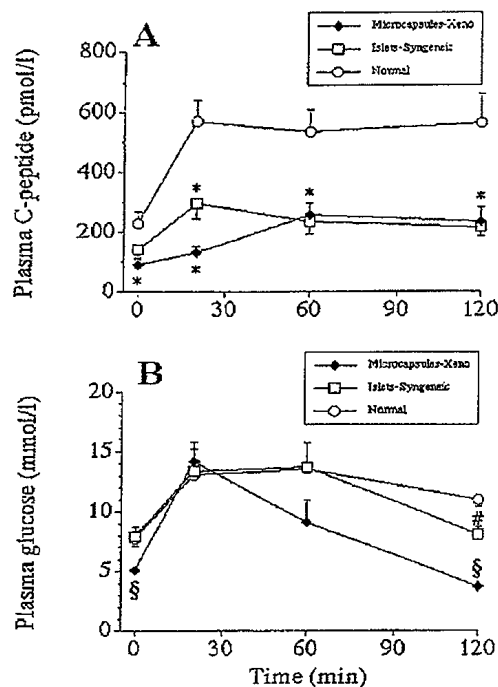 A
Microcapsules-Xeno
Islets-Syngeneic
Normal
Plasma C-peptide (pmol/l)
800
600
400
200
0
*
*
*
*
*
0 30 60 90 120
B
Microcapsules-Xeno
Islets-Syngeneic
Normal
Plasma glucose (mmol/l)
20
15
10
5
0
§
#
§
0 30 60 90 120
Time (min)